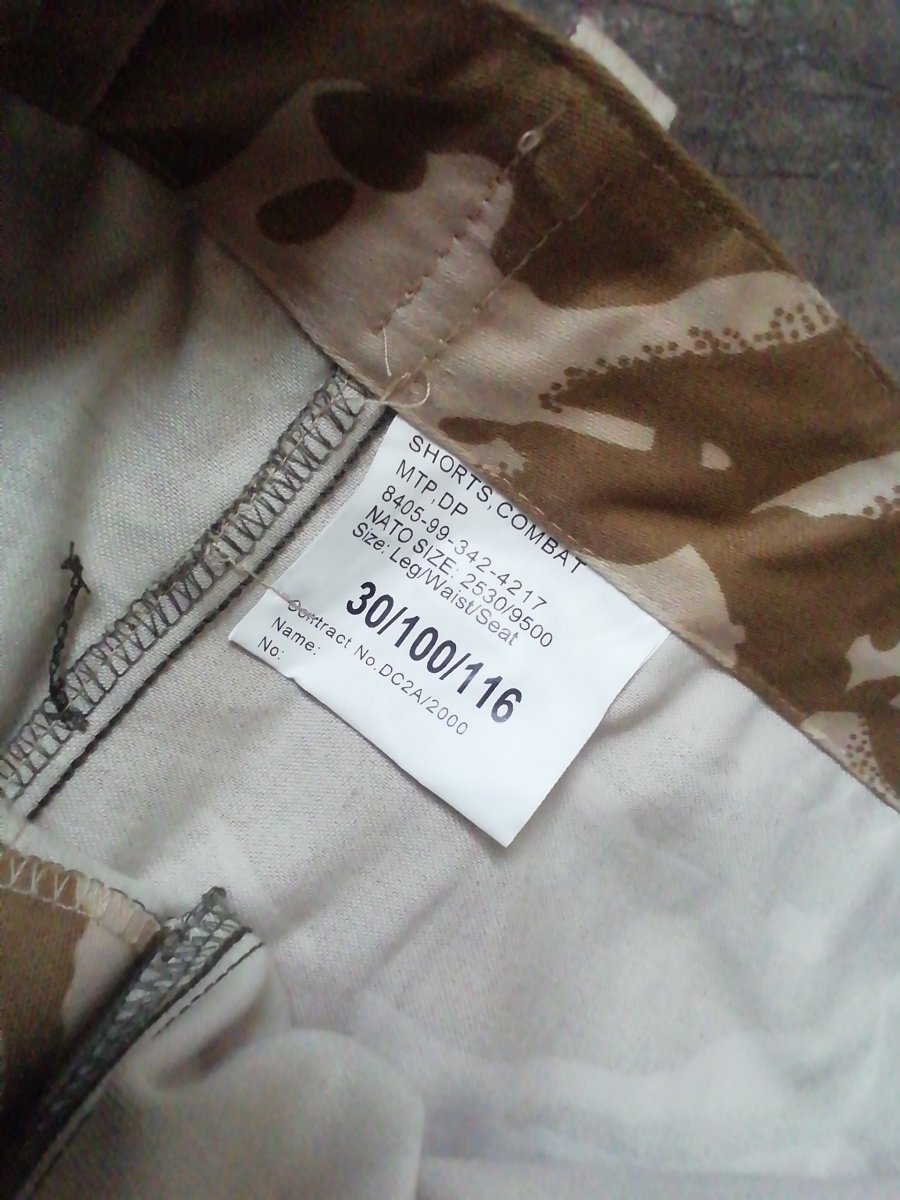 SHORTS, COMBAT
MTP,DP
8405-99-342-4217
NATO SIZE: 2530/9500
Size: Leg/Waist/Seat
30/100/116
Contract No.DC2A/2000
Name:
No: